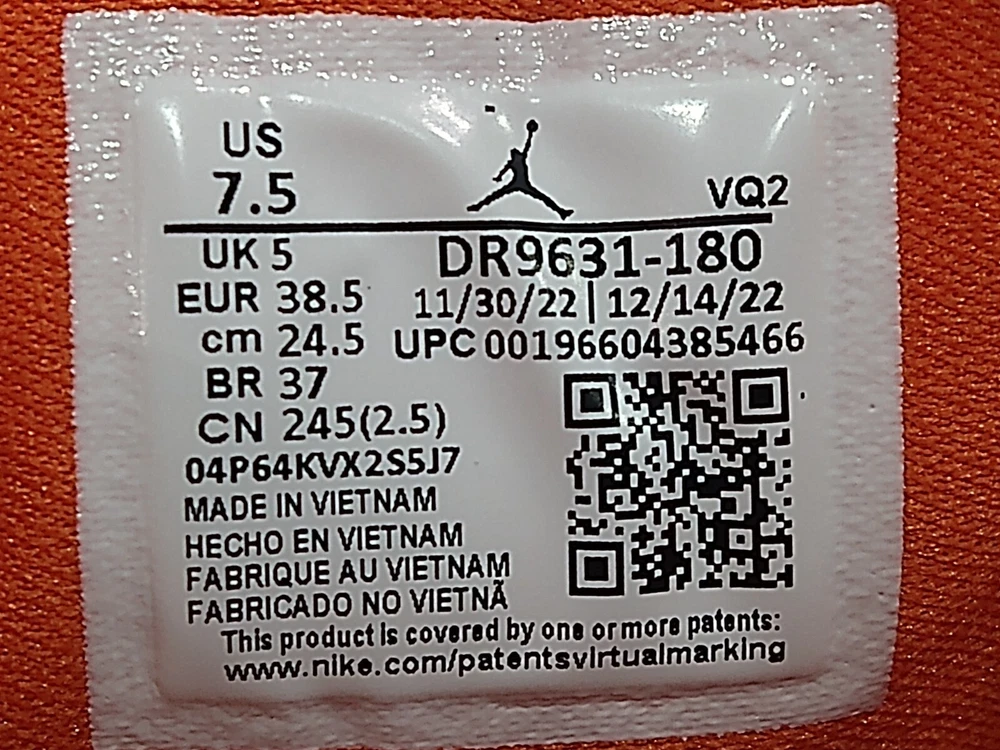 US
7.5
VQ2
UK 5
DR9631-180
EUR 38.5
11/30/22 | 12/14/22
cm 24.5
UPC 00196604385466
BR 37
CN 245(2.5)
04P64KVX2S5J7
MADE IN VIETNAM
HECHO EN VIETNAM
FABRIQUE AU VIETNAM
FABRICADO NO VIETNÃ
This product is covered by one or more patents:
www.nike.com/patentsvirtualmarking